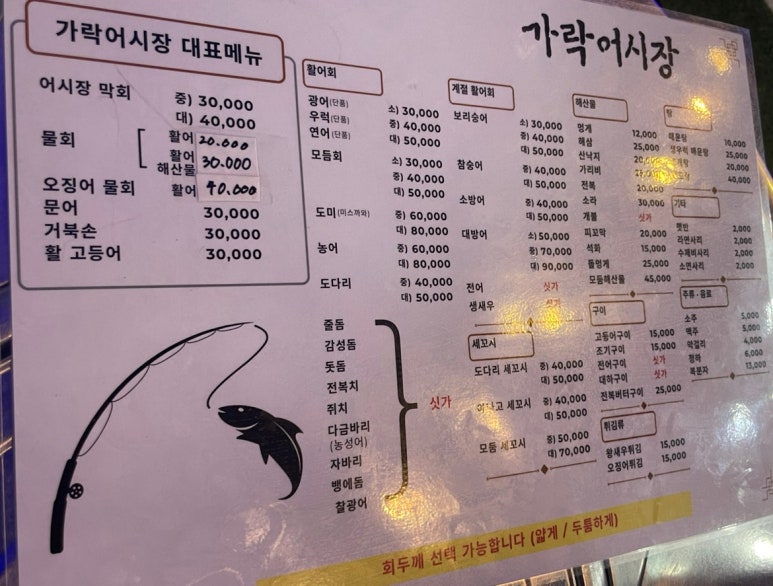 가락어시장
가락어시장 대표메뉴
어시장 막회 중) 30,000
대) 40,000
물회 활어 20.000
활어 해산물 30.000
오징어 물회 활어 40.000
문어 30,000
거북손 30,000
활 고등어 30,000
활어회
광어(단품) 소) 30,000
우럭(단품) 중) 40,000
연어(단품) 대) 50,000
모듬회 소) 30,000
중) 40,000
대) 50,000
도미(미스까와) 중) 60,000
대) 80,000
농어 중) 60,000
대) 80,000
도다리 중) 40,000
대) 50,000
줄돔
감성돔
돗돔
전복치
쥐치
다금바리
(농성어)
자바리
뱅에돔
찰광어
싯가
계절 활어회
보리숭어 소) 30,000
중) 40,000
대) 50,000
참숭어 중) 40,000
대) 50,000
소방어 중) 40,000
대) 50,000
대방어 소) 50,000
중) 70,000
대) 90,000
전어 싯가
생새우 싯가
세꼬시
도다리 세꼬시 중) 40,000
대) 50,000
세꼬시 중) 40,000
대) 50,000
모듬 세꼬시 중) 50,000
대) 70,000
해산물
멍게 12,000
해삼 25,000
산낙지
가리비
전복 20,000
소라 30,000
개불 싯가
피꼬막 20,000
석화 15,000
돌멍게 25,000
모듬해산물 45,000
구이
고등어구이 15,000
조기구이 15,000
전어구이 싯가
대하구이 싯가
전복버터구이 25,000
튀김류
왕새우튀김 15,000
오징어튀김 15,000
탕
매운탕 10,000
매운탕 25,000
20,000
40,000
기타
햇반 2,000
라면사리 2,000
수제비사리 2,000
소면사리 2,000
주류·음료
소주 5,000
맥주 5,000
막걸리 4,000
청하 6,000
복분자 13,000
회두께 선택 가능합니다 (얇게 / 두틈하게)